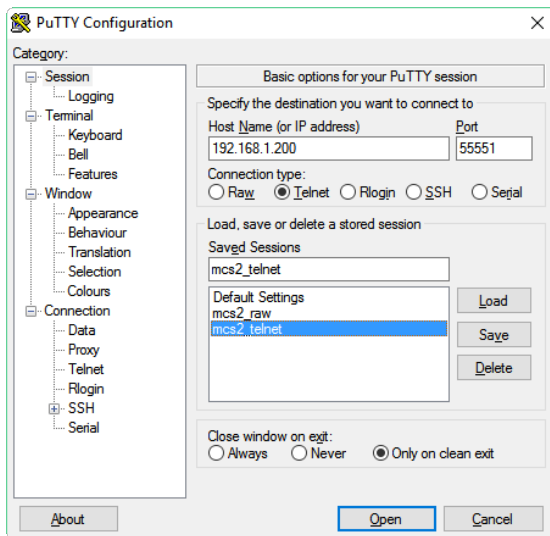 PuTTY Configuration
Category:
Session
Logging
Terminal
Keyboard
Bell
Features
Window
Appearance
Behaviour
Translation
Selection
Colours
Connection
Data
Proxy
Telnet
Rlogin
SSH
Serial
Basic options for your PuTTY session
Specify the destination you want to connect to
Host Name (or IP address) Port
192.168.1.200 55551
Connection type:
Raw Telnet Rlogin SSH Serial
Load, save or delete a stored session
Saved Sessions
mcs2_telnet
Default Settings
mcs2_raw
mcs2_telnet
Load
Save
Delete
Close window on exit:
Always Never Only on clean exit
About Open Cancel